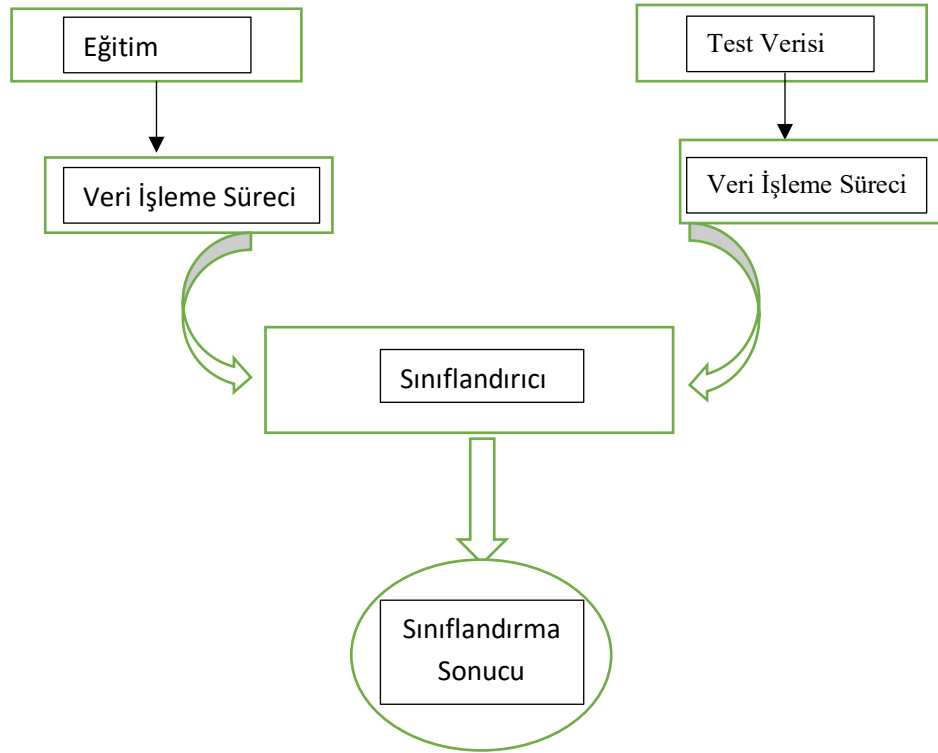 Eğitim
Test Verisi
Veri İşleme Süreci
Veri İşleme Süreci
Sınıflandırıcı
Sınıflandırma
Sonucu